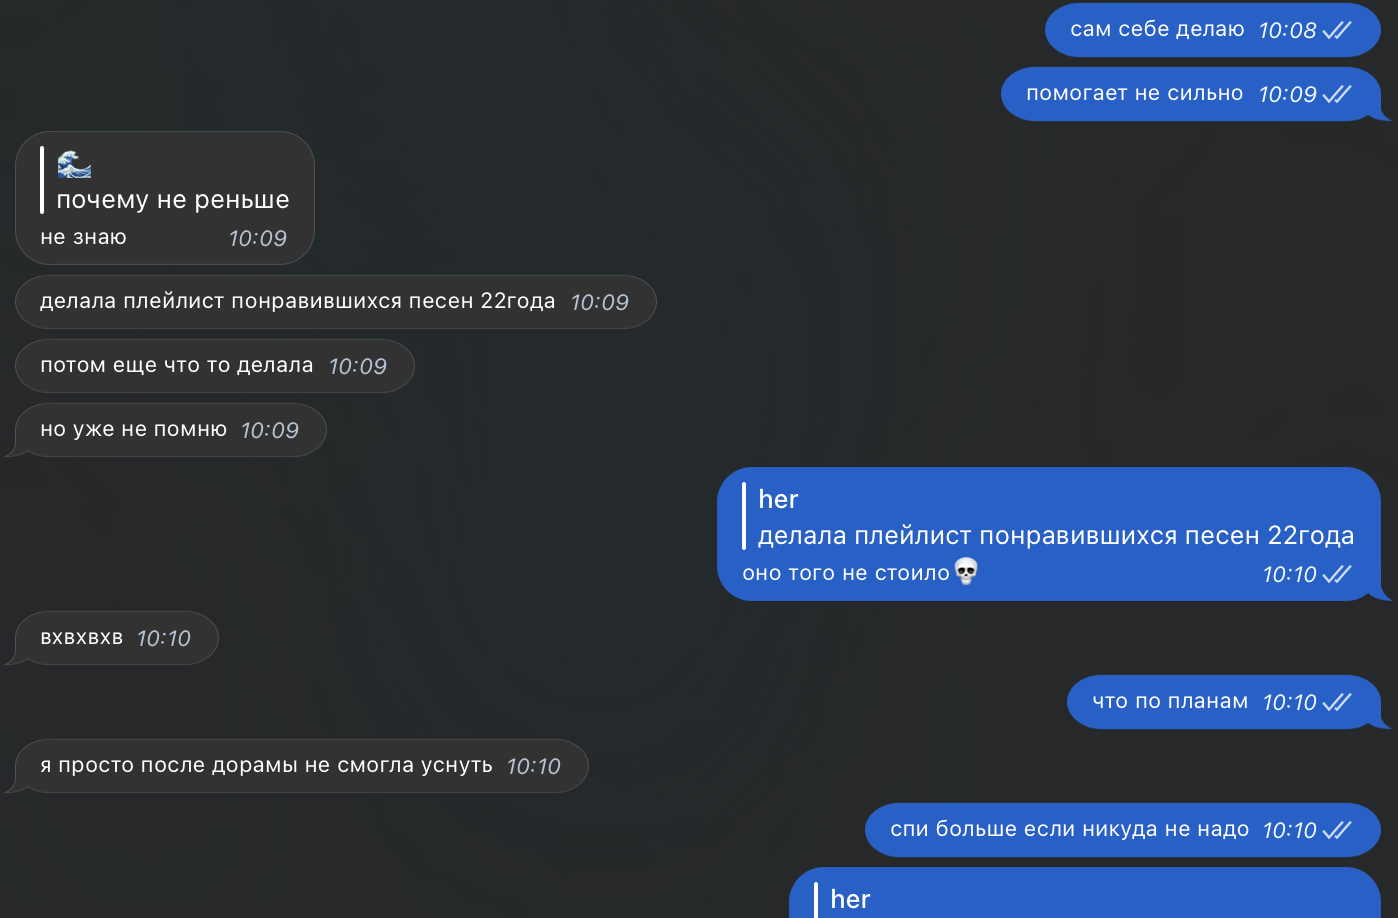 сам себе делаю 10:08
помогает не сильно 10:09
🌊
почему не реньше
не знаю 10:09
делала плейлист понравившихся песен 22года 10:09
потом еще что то делала 10:09
но уже не помню 10:09
her
делала плейлист понравившихся песен 22года
оно того не стоило💀 10:10
вхвхвхв 10:10
что по планам 10:10
я просто после дорамы не смогла уснуть 10:10
спи больше если никуда не надо 10:10
her